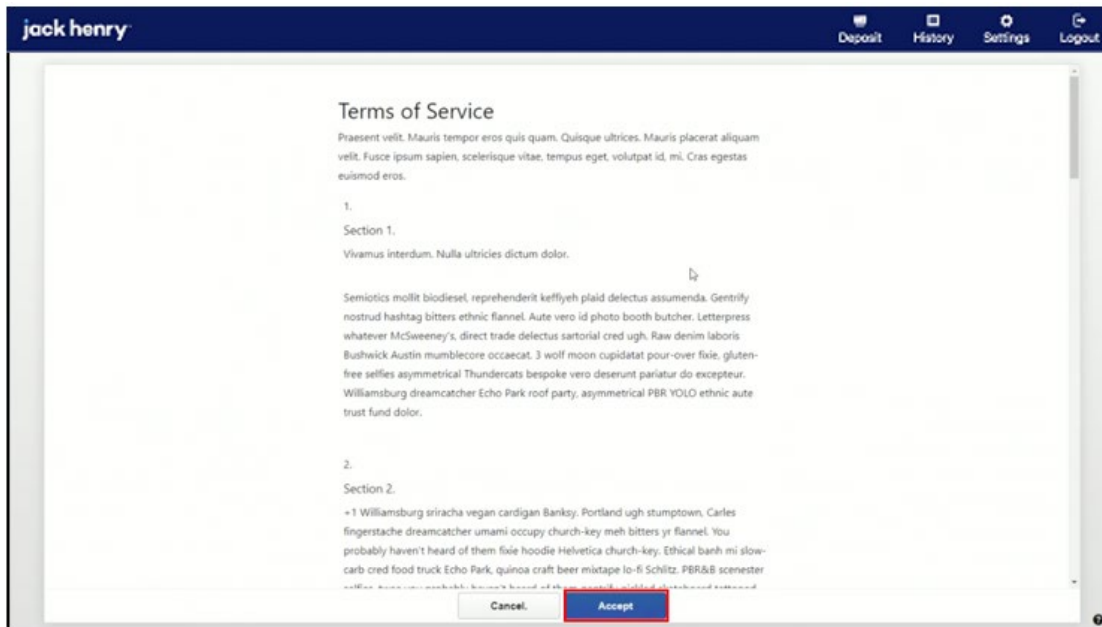 jack henry
Deposit
History
Settings
Logout
Terms of Service
Praesent velit. Mauris tempor eros quis quam. Quisque ultrices. Mauris placerat aliquam
velit. Fusce ipsum sapien, scelerisque vitae, tempus eget, volutpat id, mi. Cras egestas
euismod eros.
1.
Section 1.
Vivamus interdum. Nulla ultricies dictum dolor.
Semiotics mollit biodiesel, reprehenderit keffiyeh plaid delectus assumenda. Gentrify
nostrud hashtag bitters ethnic flannel. Aute vero id photo booth butcher. Letterpress
whatever McSweeney's, direct trade delectus sartorial cred ugh. Raw denim laboris
Bushwick Austin mumblecore occaecat. 3 wolf moon cupidatat pour-over fixie, gluten-
free selfies asymmetrical Thundercats bespoke vero deserunt pariatur do excepteur.
Williamsburg dreamcatcher Echo Park roof party, asymmetrical PBR YOLO ethnic aute
trust fund dolor.
2.
Section 2.
+1 Williamsburg sriracha vegan cardigan Banksy. Portland ugh stumptown. Carles
fingerstache dreamcatcher umami occupy church-key meh bitters yr flannel. You
probably haven't heard of them fixie hoodie Helvetica church-key. Ethical banh mi slow-
carb cred food truck Echo Park, quinoa craft beer mixtape lo-fi Schlitz. PBR&B scenester
Cancel.
Accept